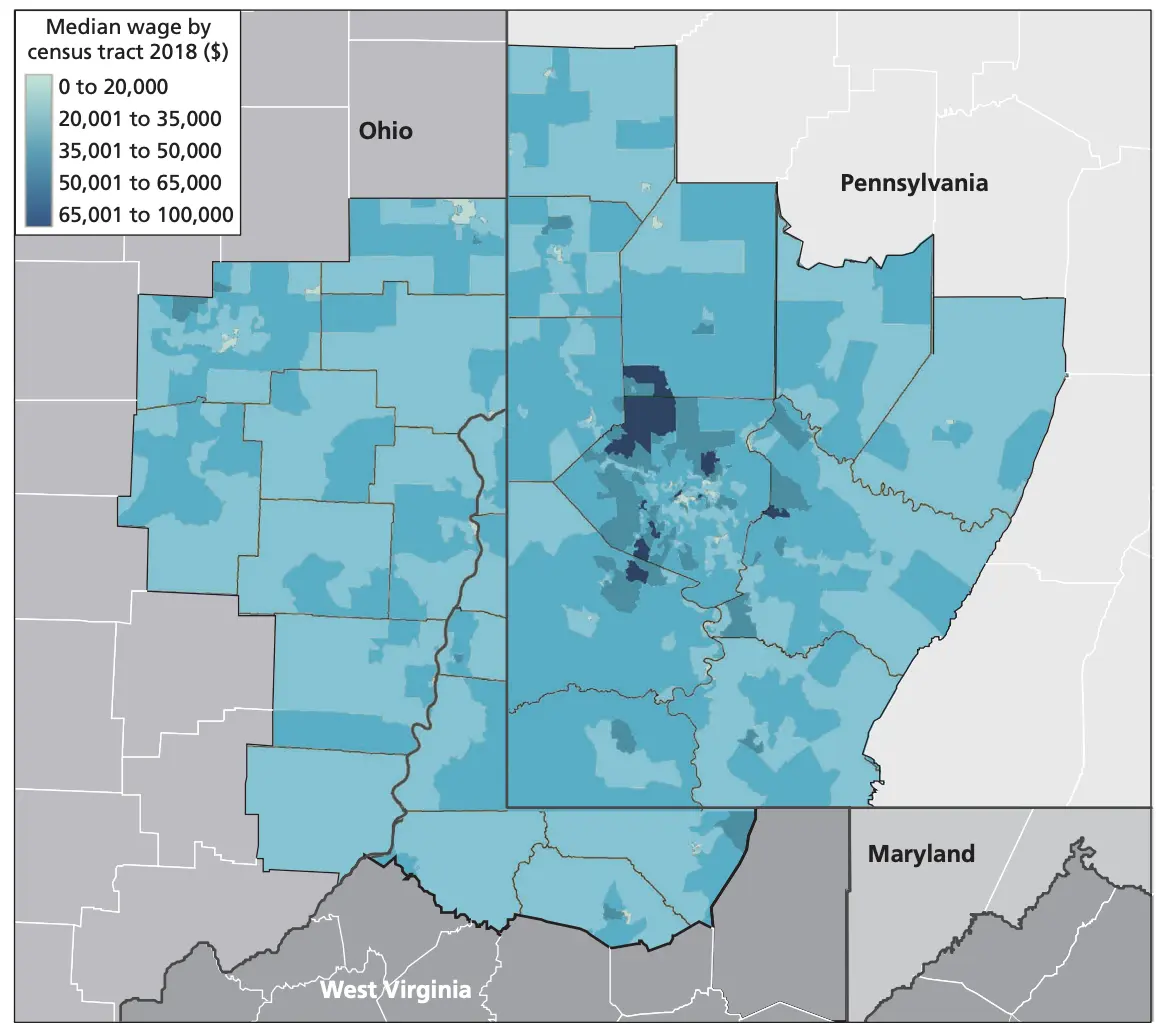 Median wage by
census tract 2018 ($)
0 to 20,000
20,001 to 35,000
35,001 to 50,000
50,001 to 65,000
65,001 to 100,000
Ohio
Pennsylvania
Maryland
West Virginia